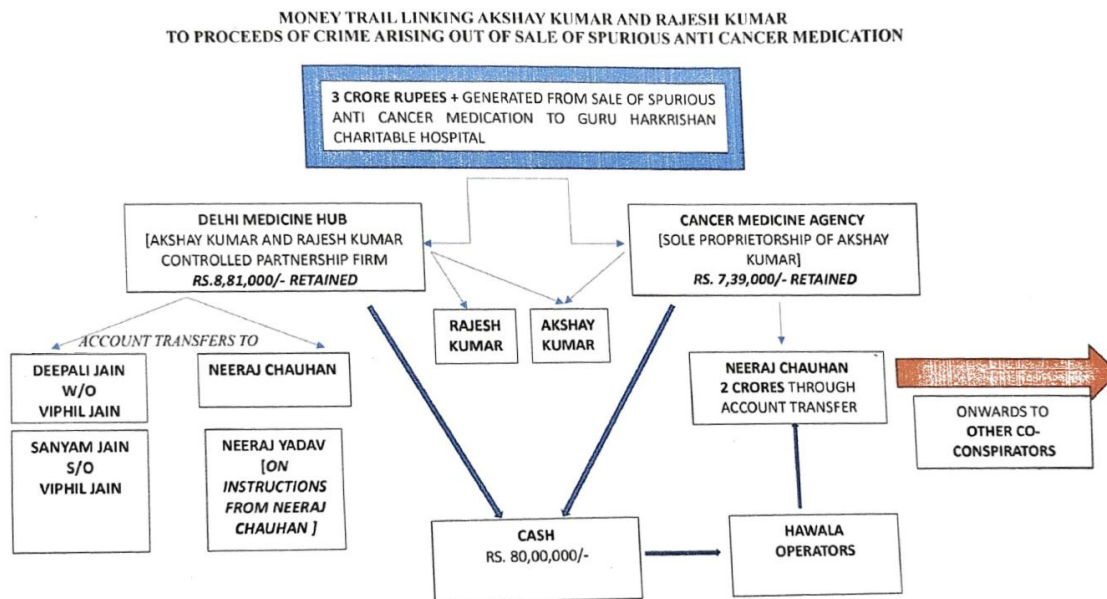 MONEY TRAIL LINKING AKSHAY KUMAR AND RAJESH KUMAR
TO PROCEEDS OF CRIME ARISING OUT OF SALE OF SPURIOUS ANTI CANCER MEDICATION
3 CRORE RUPEES + GENERATED FROM SALE OF SPURIOUS
ANTI CANCER MEDICATION TO GURU HARKRISHAN
CHARITABLE HOSPITAL
DELHI MEDICINE HUB
[AKSHAY KUMAR AND RAJESH KUMAR
CONTROLLED PARTNERSHIP FIRM
RS.8,81,000/- RETAINED
CANCER MEDICINE AGENCY
[SOLE PROPRIETORSHIP OF AKSHAY
KUMAR]
RS. 7,39,000/- RETAINED
RAJESH
KUMAR
AKSHAY
KUMAR
ACCOUNT TRANSFERS TO
DEEPALI JAIN
W/O
VIPHIL JAIN
NEERAJ CHAUHAN
NEERAJ CHAUHAN
2 CRORES THROUGH
ACCOUNT TRANSFER
ONWARDS TO
OTHER CO-
CONSPIRATORS
SANYAM JAIN
S/O
VIPHIL JAIN
NEERAJ YADAV
[ON
INSTRUCTIONS
FROM NEERAJ
CHAUHAN ]
CASH
RS. 80,00,000/-
HAWALA
OPERATORS